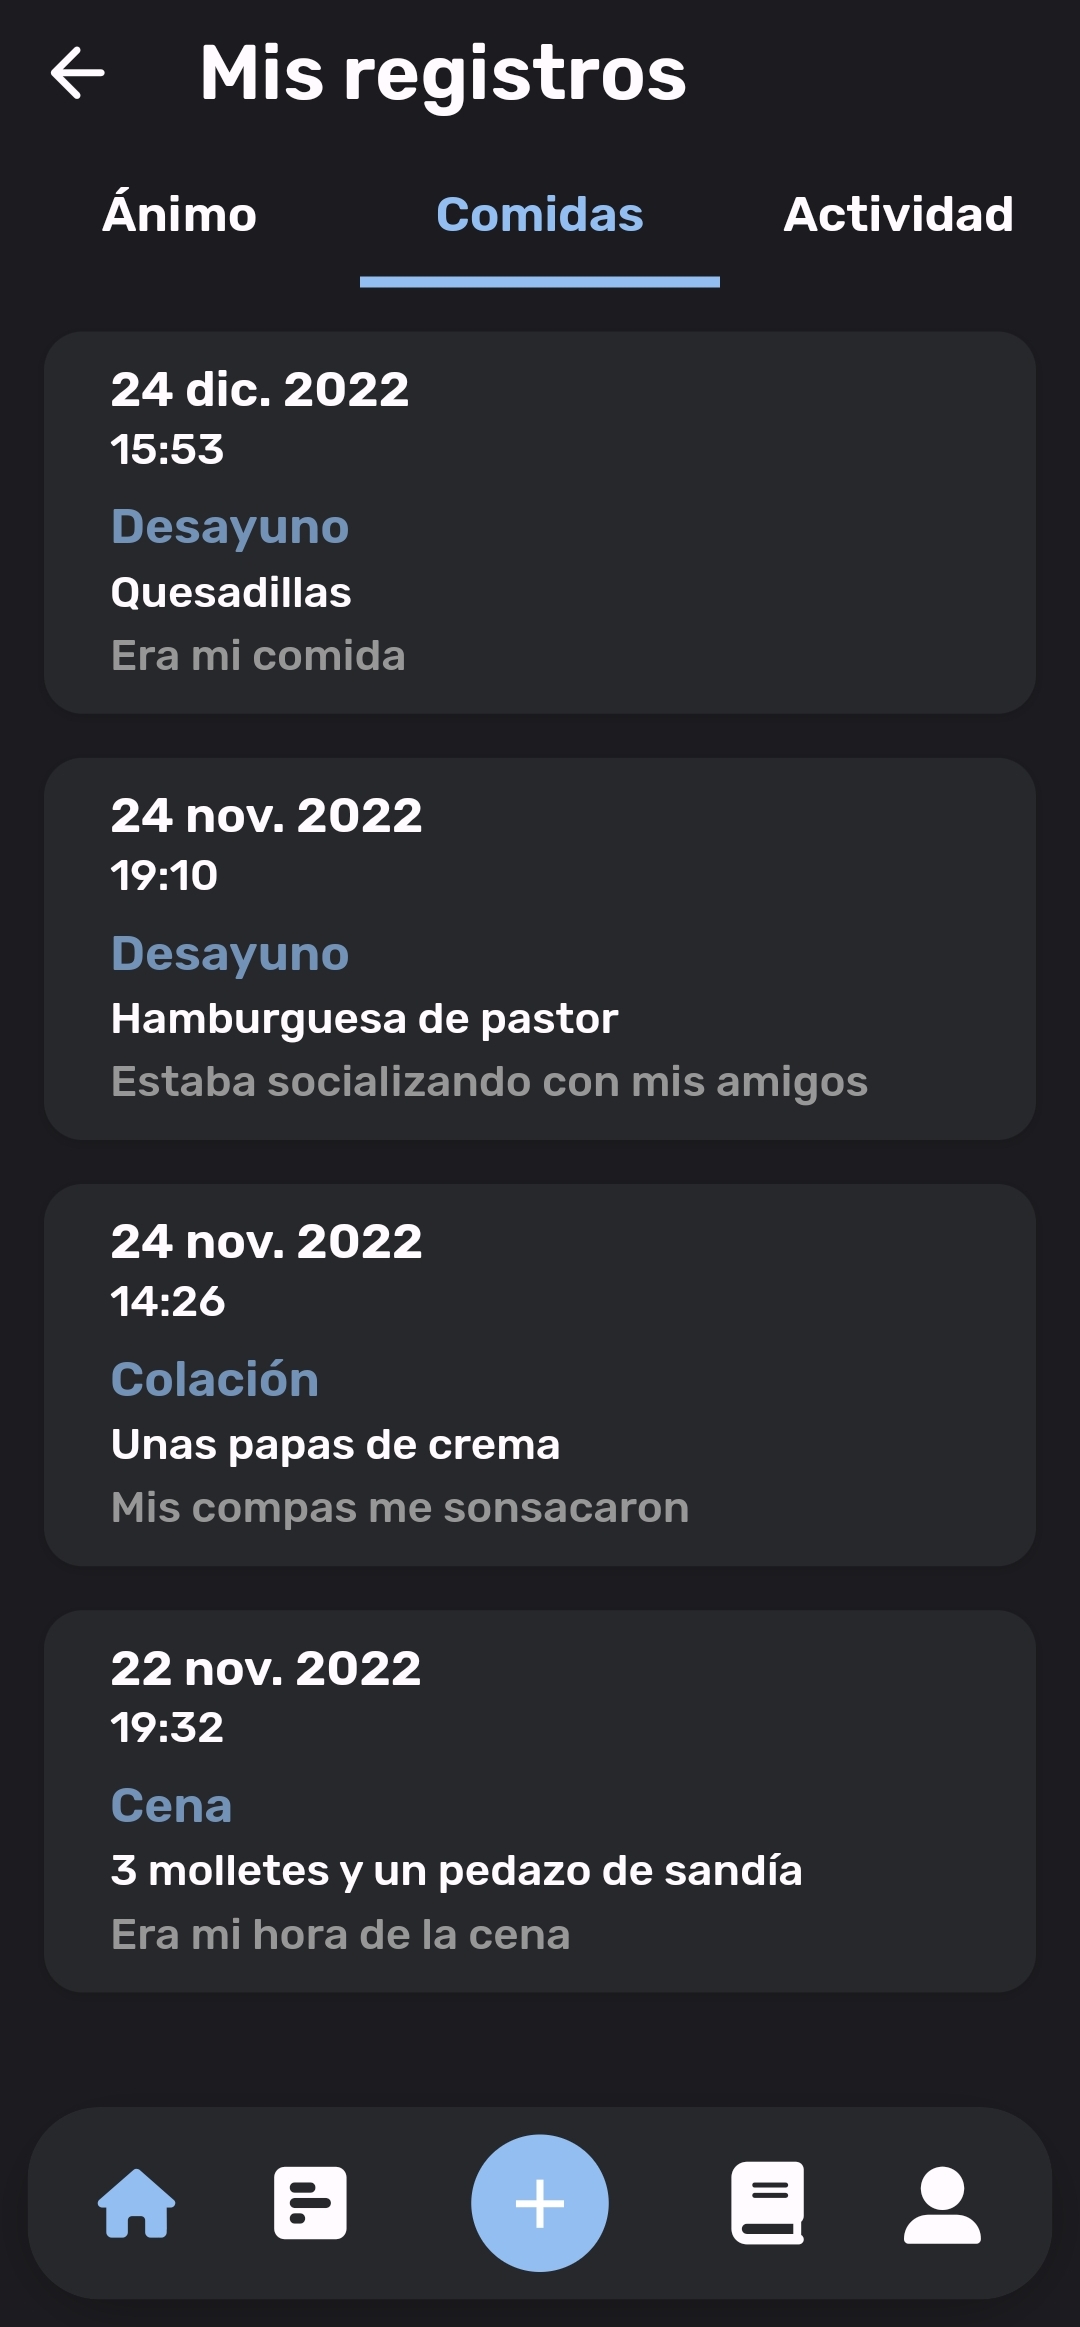 Mis registros
Ánimo Comidas Actividad
24 dic. 2022
15:53
Desayuno
Quesadillas
Era mi comida
24 nov. 2022
19:10
Desayuno
Hamburguesa de pastor
Estaba socializando con mis amigos
24 nov. 2022
14:26
Colación
Unas papas de crema
Mis compas me sonsacaron
22 nov. 2022
19:32
Cena
3 molletes y un pedazo de sandía
Era mi hora de la cena